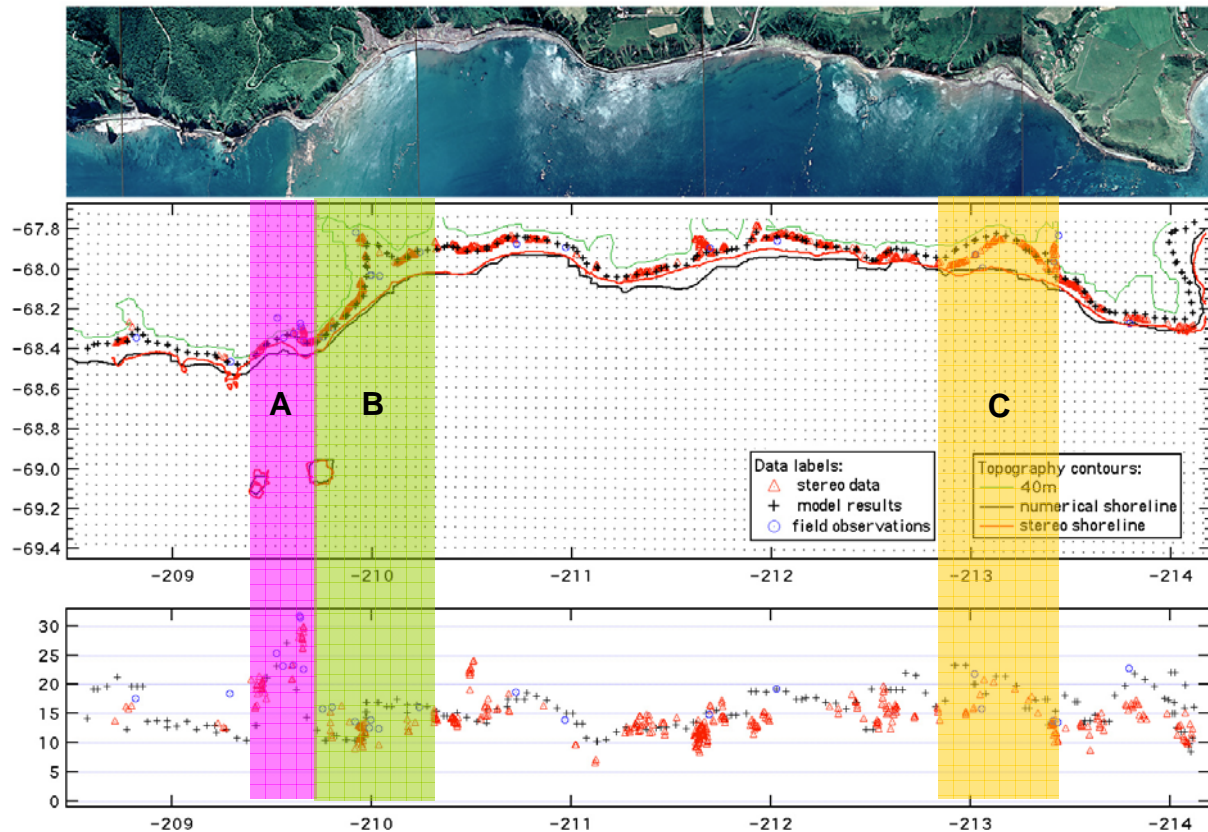 -67.8
-68.0
-68.2
-68.4
-68.6
-68.8
-69.0
-69.2
-69.4
A B C
Data labels:
stereo data
model results
field observations
Topography contours:
40m
numerical shoreline
stereo shoreline
-209 -210 -211 -212 -213 -214
30
25
20
15
10
5
0
-209 -210 -211 -212 -213 -214